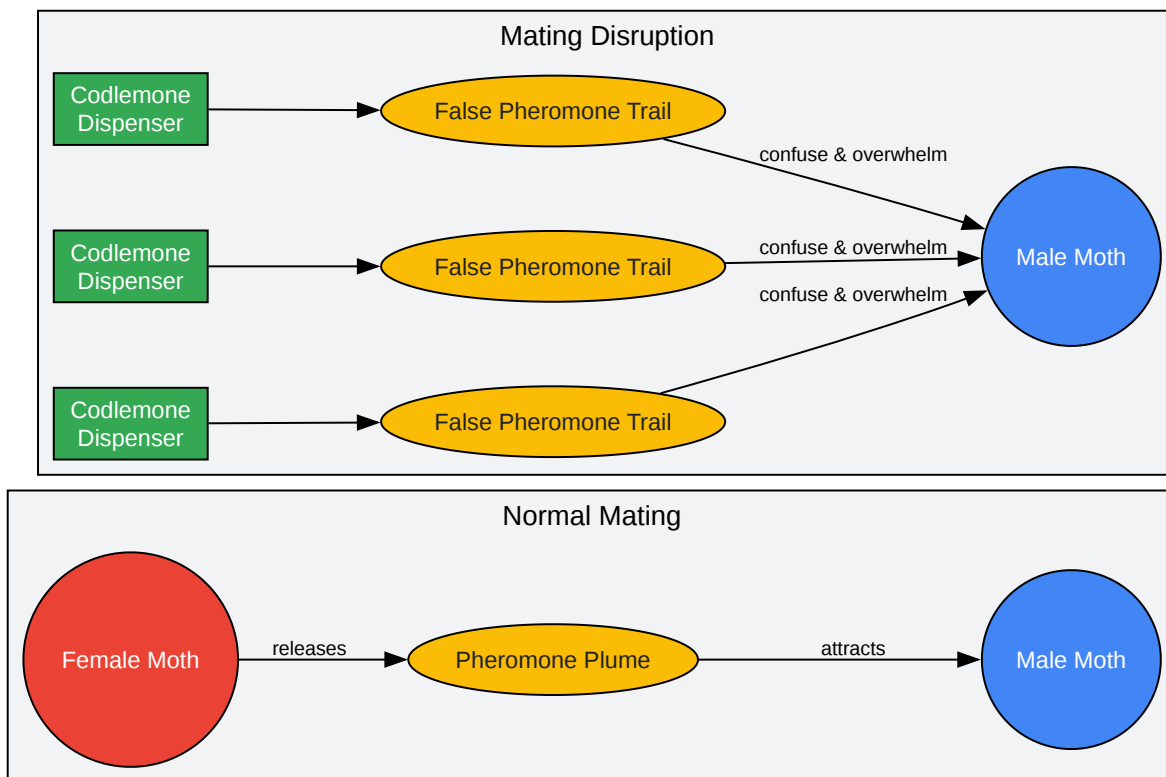 Mating Disruption
Codlemone
Dispenser
False Pheromone Trail
confuse & overwhelm
Codlemone
Dispenser
False Pheromone Trail
confuse & overwhelm
Male Moth
confuse & overwhelm
Codlemone
Dispenser
False Pheromone Trail
Normal Mating
Female Moth
releases
Pheromone Plume
attracts
Male Moth